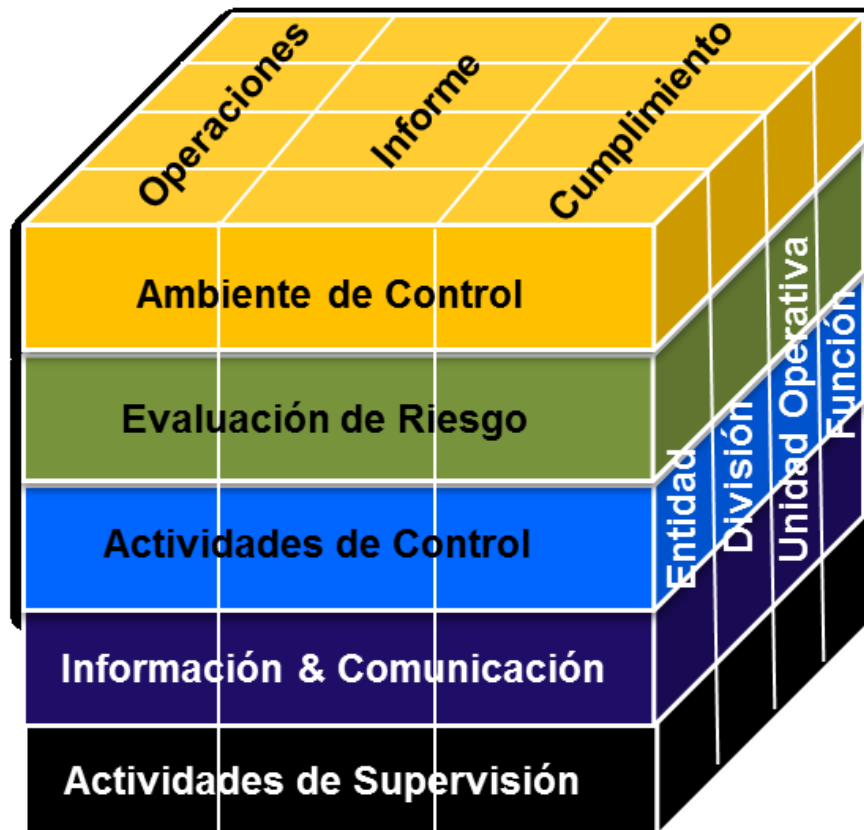 Operaciones
Informe
Cumplimiento
Ambiente de Control
Evaluación de Riesgo
Actividades de Control
Información & Comunicación
Actividades de Supervisión
Entidad
División
Unidad Operativa
Función